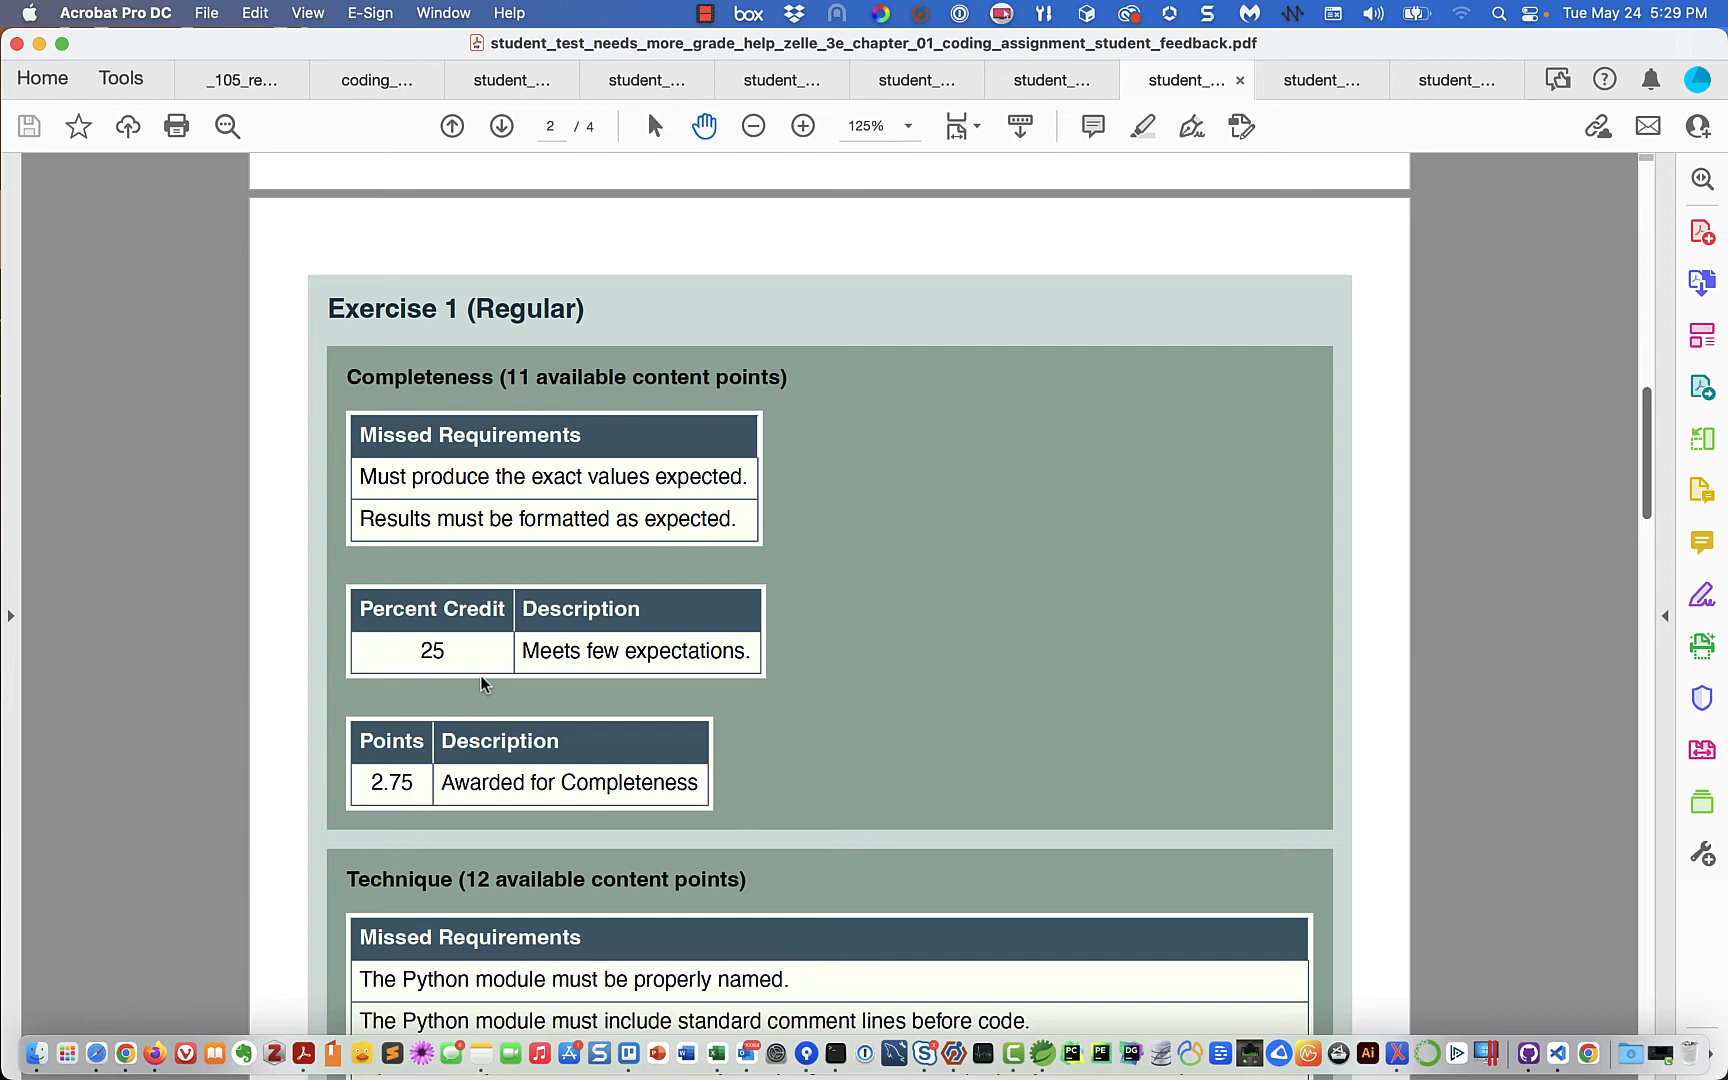 Acrobat Pro DC File Edit View E-Sign Window Help box Tue May 24 5:29 PM
student_test_needs_more_grade_help_zelle_3e_chapter_01_coding_assignment_student_feedback.pdf
Home Tools _105_re... coding_... student_... student_... student_... student_... student_... student_... × student_... student_...
2 / 4 125%
Exercise 1 (Regular)
Completeness (11 available content points)
Missed Requirements
Must produce the exact values expected.
Results must be formatted as expected.
Percent Credit Description
25 Meets few expectations.
Points Description
2.75 Awarded for Completeness
Technique (12 available content points)
Missed Requirements
The Python module must be properly named.
The Python module must include standard comment lines before code.